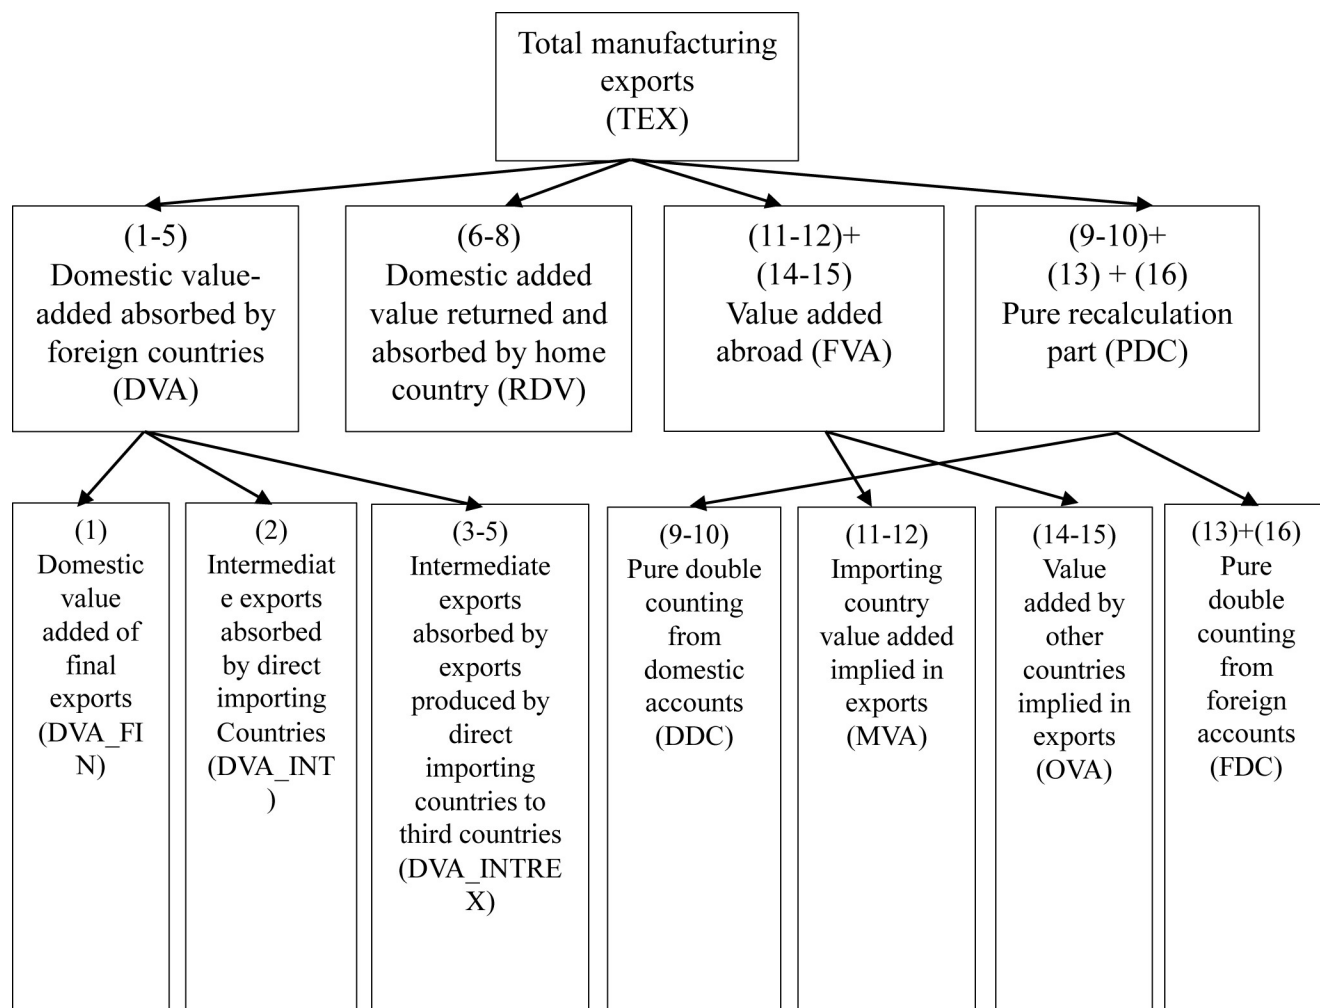 Total manufacturing
exports
(TEX)
(1-5)
Domestic value-
added absorbed by
foreign countries
(DVA)
(6-8)
Domestic added
value returned and
absorbed by home
country (RDV)
(11-12)+
(14-15)
Value added
abroad (FVA)
(9-10)+
(13) + (16)
Pure recalculation
part (PDC)
(1)
Domestic
value
added of
final
exports
(DVA_FI
N)
(2)
Intermediat
e exports
absorbed
by direct
importing
Countries
(DVA_INT
)
(3-5)
Intermediate
exports
absorbed by
exports
produced by
direct
importing
countries to
third countries
(DVA_INTRE
X)
(9-10)
Pure double
counting
from
domestic
accounts
(DDC)
(11-12)
Importing
country
value added
implied in
exports
(MVA)
(14-15)
Value
added by
other
countries
implied in
exports
(OVA)
(13)+(16)
Pure
double
counting
from
foreign
accounts
(FDC)